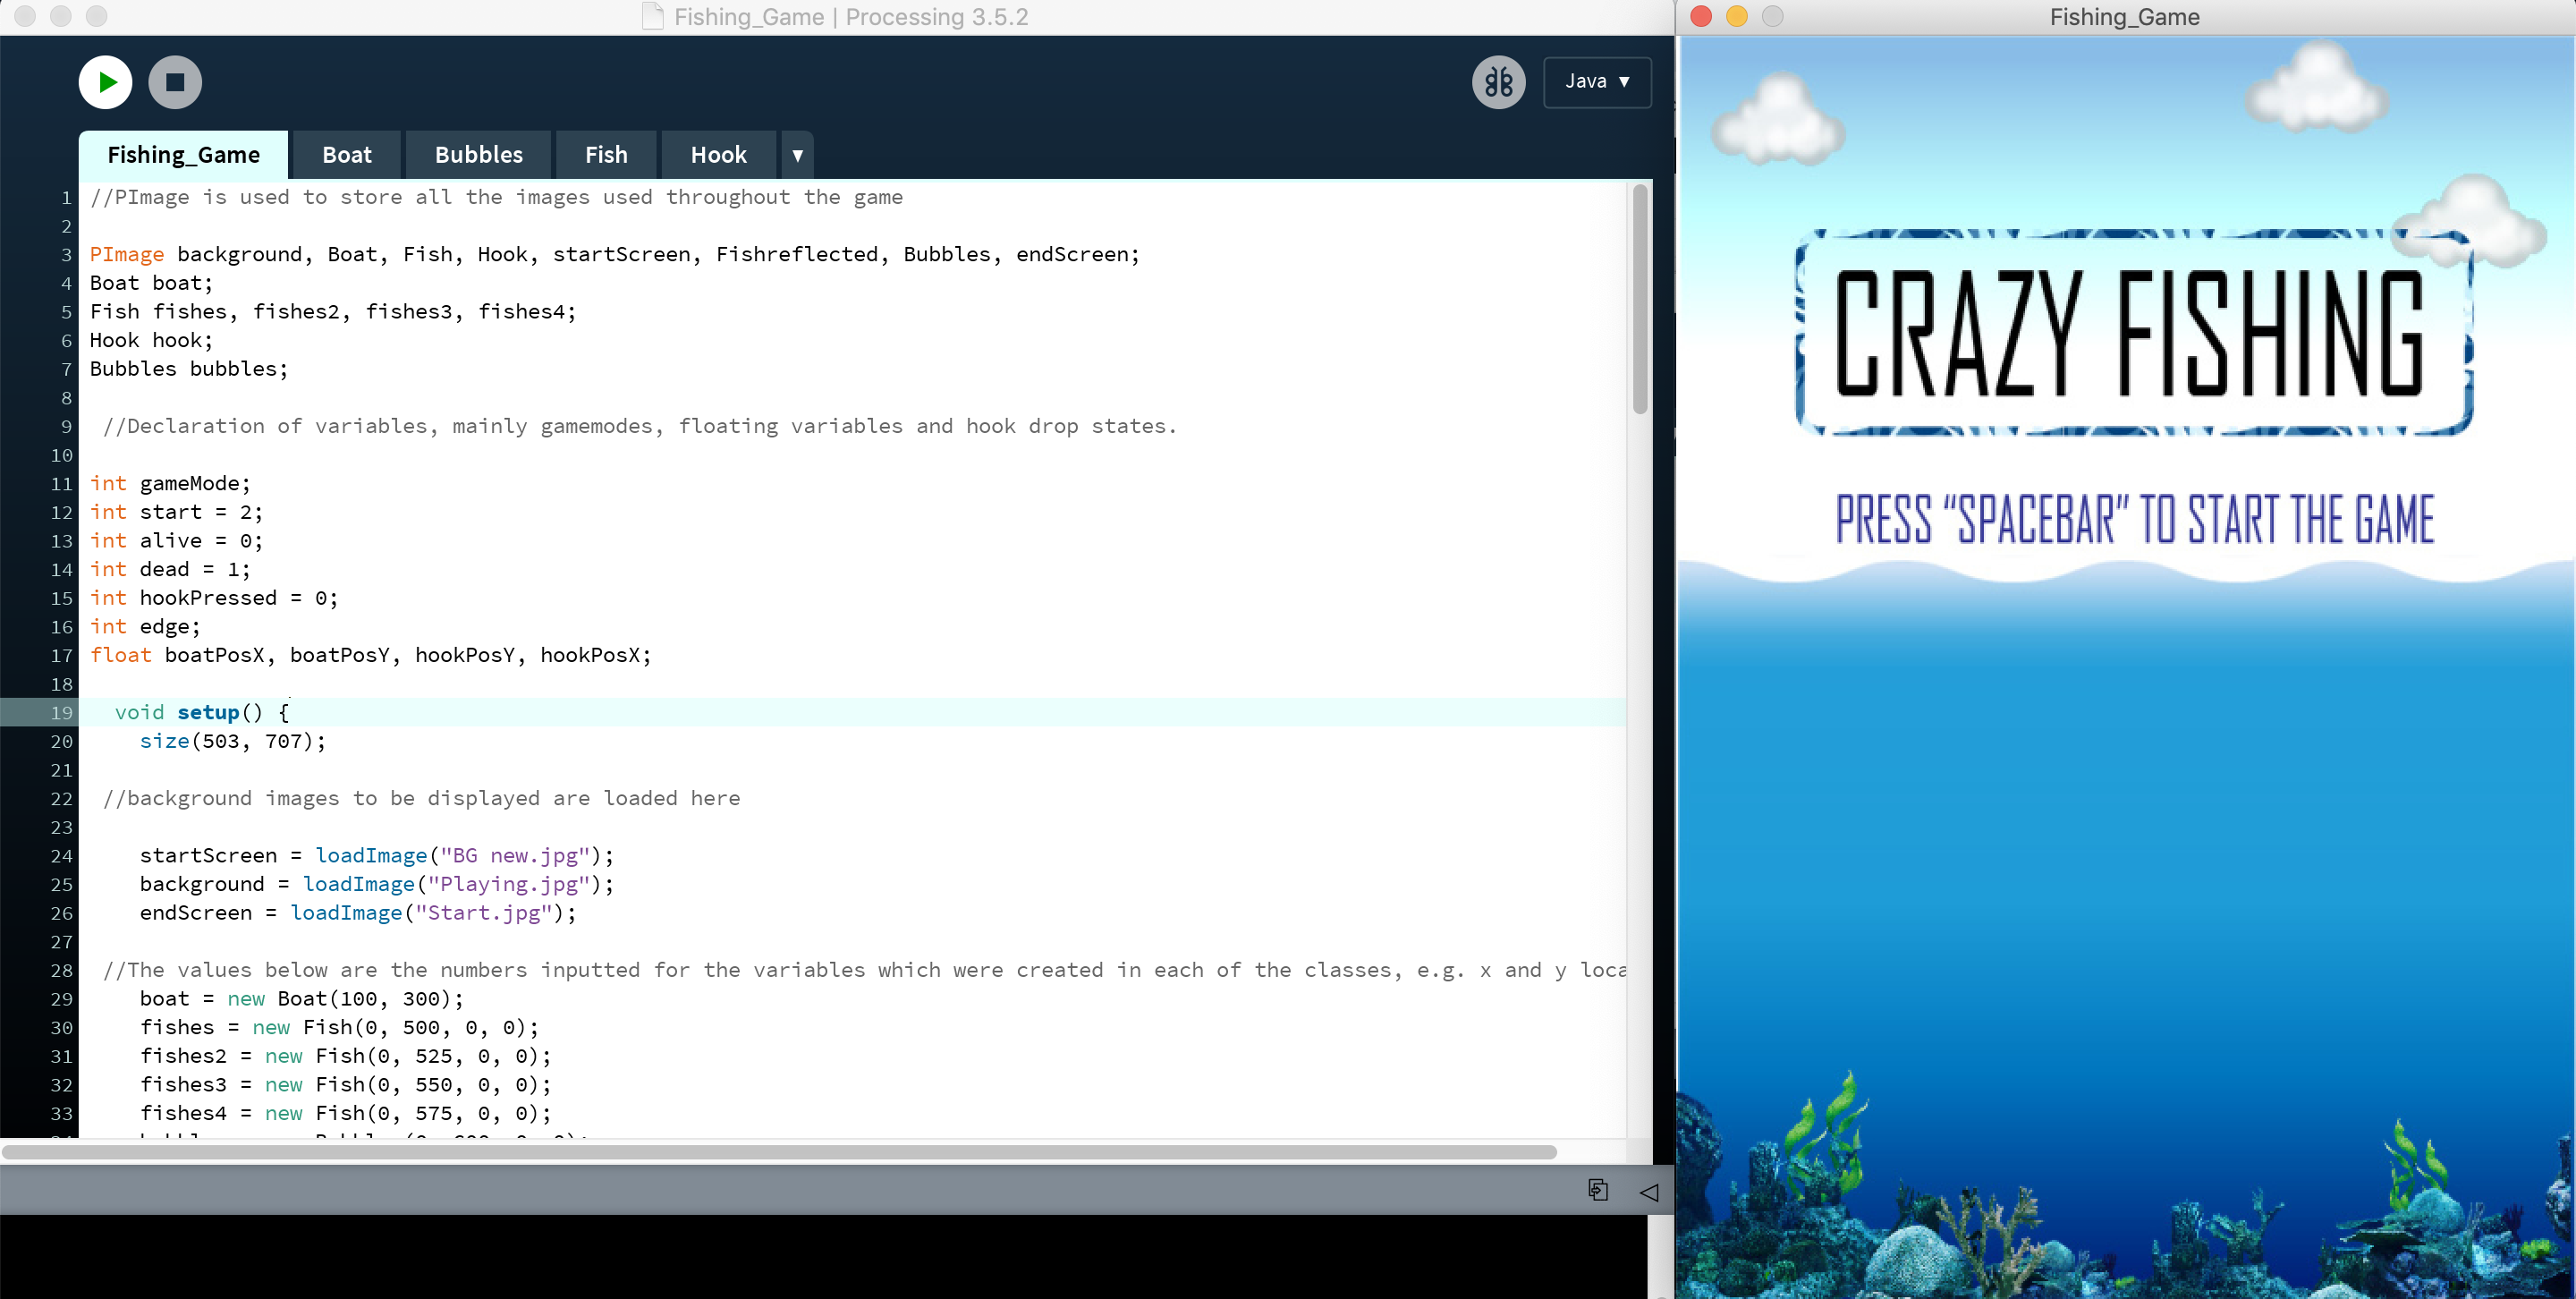 Fishing_Game | Processing 3.5.2
Java ▼
Fishing_Game Boat Bubbles Fish Hook ▼
1 //PImage is used to store all the images used throughout the game
2
3 PImage background, Boat, Fish, Hook, startScreen, Fishreflected, Bubbles, endScreen;
4 Boat boat;
5 Fish fishes, fishes2, fishes3, fishes4;
6 Hook hook;
7 Bubbles bubbles;
8
9 //Declaration of variables, mainly gamemodes, floating variables and hook drop states.
10
11 int gameMode;
12 int start = 2;
13 int alive = 0;
14 int dead = 1;
15 int hookPressed = 0;
16 int edge;
17 float boatPosX, boatPosY, hookPosY, hookPosX;
18
19 void setup() {
20 size(503, 707);
21
22 //background images to be displayed are loaded here
23
24 startScreen = loadImage("BG new.jpg");
25 background = loadImage("Playing.jpg");
26 endScreen = loadImage("Start.jpg");
27
28 //The values below are the numbers inputted for the variables which were created in each of the classes, e.g. x and y loca
29 boat = new Boat(100, 300);
30 fishes = new Fish(0, 500, 0, 0);
31 fishes2 = new Fish(0, 525, 0, 0);
32 fishes3 = new Fish(0, 550, 0, 0);
33 fishes4 = new Fish(0, 575, 0, 0);
Fishing_Game
CRAZY FISHING
PRESS “SPACEBAR” TO START THE GAME